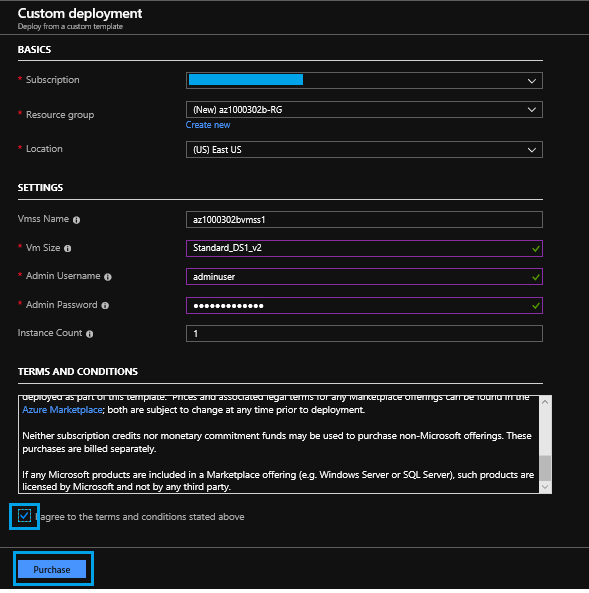 Custom deployment
Deploy from a custom template
BASICS
* Subscription
* Resource group
(New) az1000302b-RG
Create new
* Location
(US) East US
SETTINGS
Vmss Name
az1000302bvmss1
* Vm Size
Standard_DS1_v2
* Admin Username
adminuser
* Admin Password
•••••••••••••
Instance Count
1
TERMS AND CONDITIONS
deployed as part of this template. Prices and associated legal terms for any Marketplace offerings can be found in the
Azure Marketplace; both are subject to change at any time prior to deployment.
Neither subscription credits nor monetary commitment funds may be used to purchase non-Microsoft offerings. These
purchases are billed separately.
If any Microsoft products are included in a Marketplace offering (e.g. Windows Server or SQL Server), such products are
licensed by Microsoft and not by any third party.
I agree to the terms and conditions stated above
Purchase